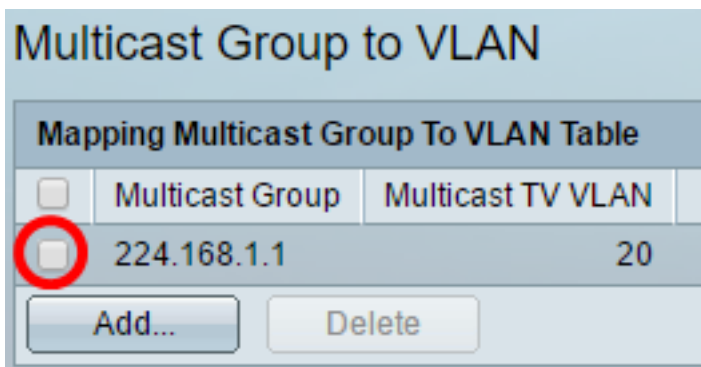 Multicast Group to VLAN
Mapping Multicast Group To VLAN Table
Multicast Group Multicast TV VLAN
224.168.1.1 20
Add... Delete